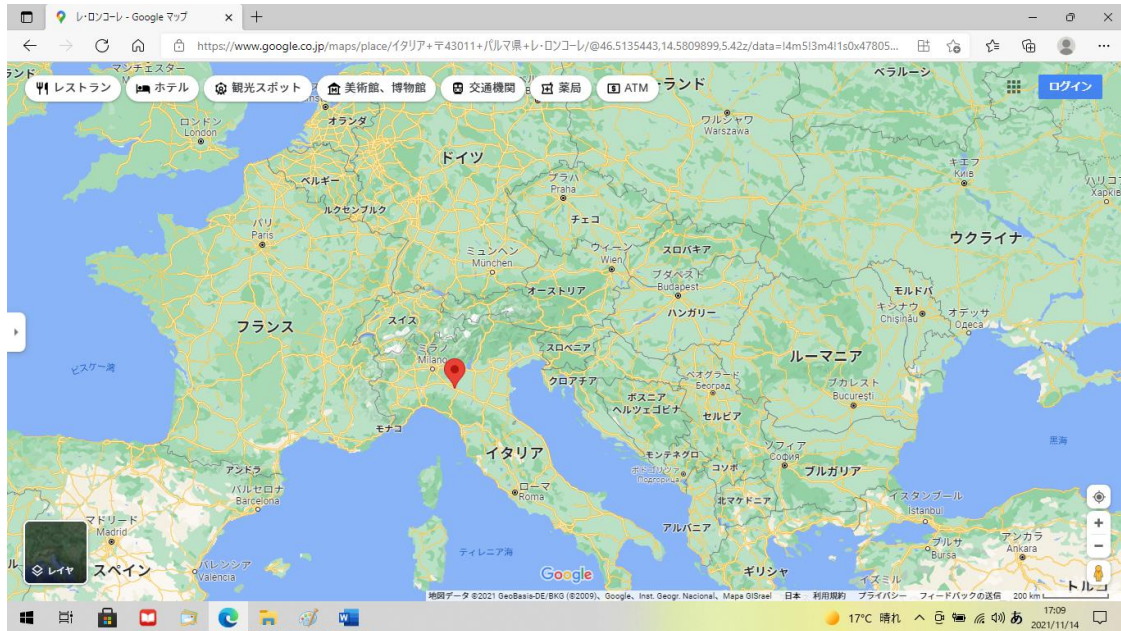 レ・ロンコーレ - Google マップ
https://www.google.co.jp/maps/place/イタリア+〒43011+パルマ県+レ・ロンコーレ/@46.5135443,14.5809899,5.42z/data=!4m5!3m4!1s0x47805...
マンチェスター
レストラン
ホテル
観光スポット
美術館、博物館
交通機関
薬局
ATM
ランド
ベラルーシ
ログイン
ロンドン
London
オランダ
ワルシャワ
Warszawa
ドイツ
キエフ
Київ
ベルギー
プラハ
Praha
ルクセンブルク
チェコ
パリ
Paris
ウクライナ
ミュンヘン
München
ウィーン
Wien
スロバキア
ブダペスト
Budapest
オーストリア
モルドバ
キシナウ
Chișinău
オデッサ
Одеса
ハンガリー
フランス
スイス
ミラノ
Milano
スロベニア
ルーマニア
ビスケー湾
クロアチア
ベオグラード
Београд
ブカレスト
București
ボスニア
ヘルツェゴビナ
セルビア
モナコ
黒海
イタリア
モンテネグロ
ソフィア
София
アンドラ
ポドゴリツァ
Подгорица
コソボ
ブルガリア
バルセロナ
Barcelona
ローマ
Roma
北マケドニア
イスタンブール
İstanbul
マドリード
Madrid
アルバニア
ブルサ
Bursa
アンカラ
Ankara
ティレニア海
レイヤ
スペイン
バレンシア
Valencia
Google
ギリシャ
イズミル
トルコ
地図データ ©2021 GeoBasis-DE/BKG (©2009)、Google、Inst. Geogr. Nacional、Mapa GISrael 日本 利用規約 プライバシー フィードバックの送信 200 km
17°C 晴れ
あ
17:09
2021/11/14